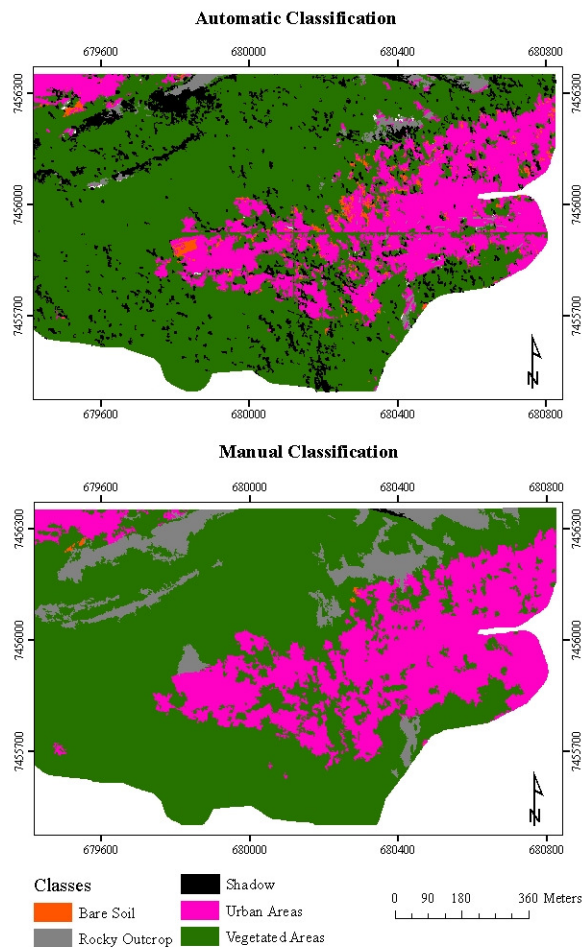 Automatic Classification
679600 680000 680400 680800
7456300 7456300
7456000 7456000
7455700 7455700
N
679600 680000 680400 680800
Manual Classification
679600 680000 680400 680800
7456300 7456300
7456000 7456000
7455700 7455700
N
679600 680000 680400 680800
Classes
Bare Soil
Rocky Outcrop
Shadow
Urban Areas
Vegetated Areas
0 90 180 360 Meters